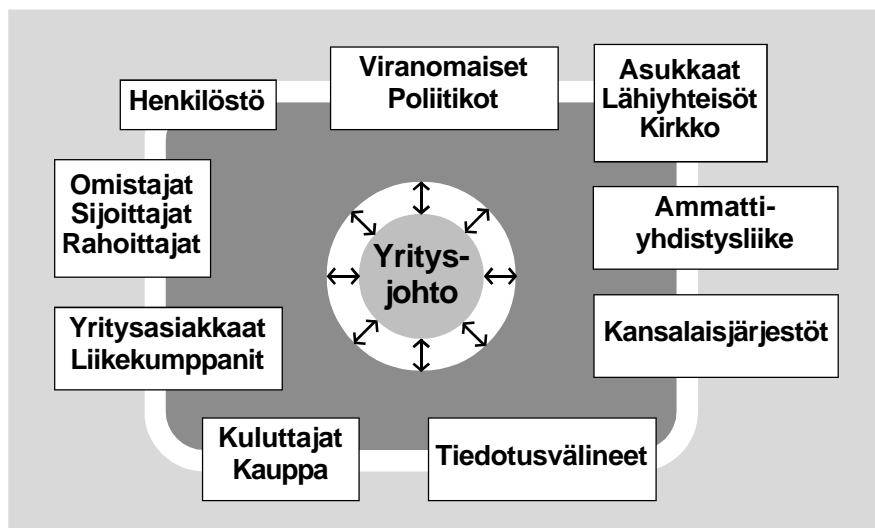 Henkilöstö
Viranomaiset
Poliitikot
Asukkaat
Lähiyhteisöt
Kirkko
Omistajat
Sijoittajat
Rahoittajat
Ammatti-
yhdistysliike
Yritys-
johto
Yritysasiakkaat
Liikekumppanit
Kansalaisjärjestöt
Kuluttajat
Kauppa
Tiedotusvälineet